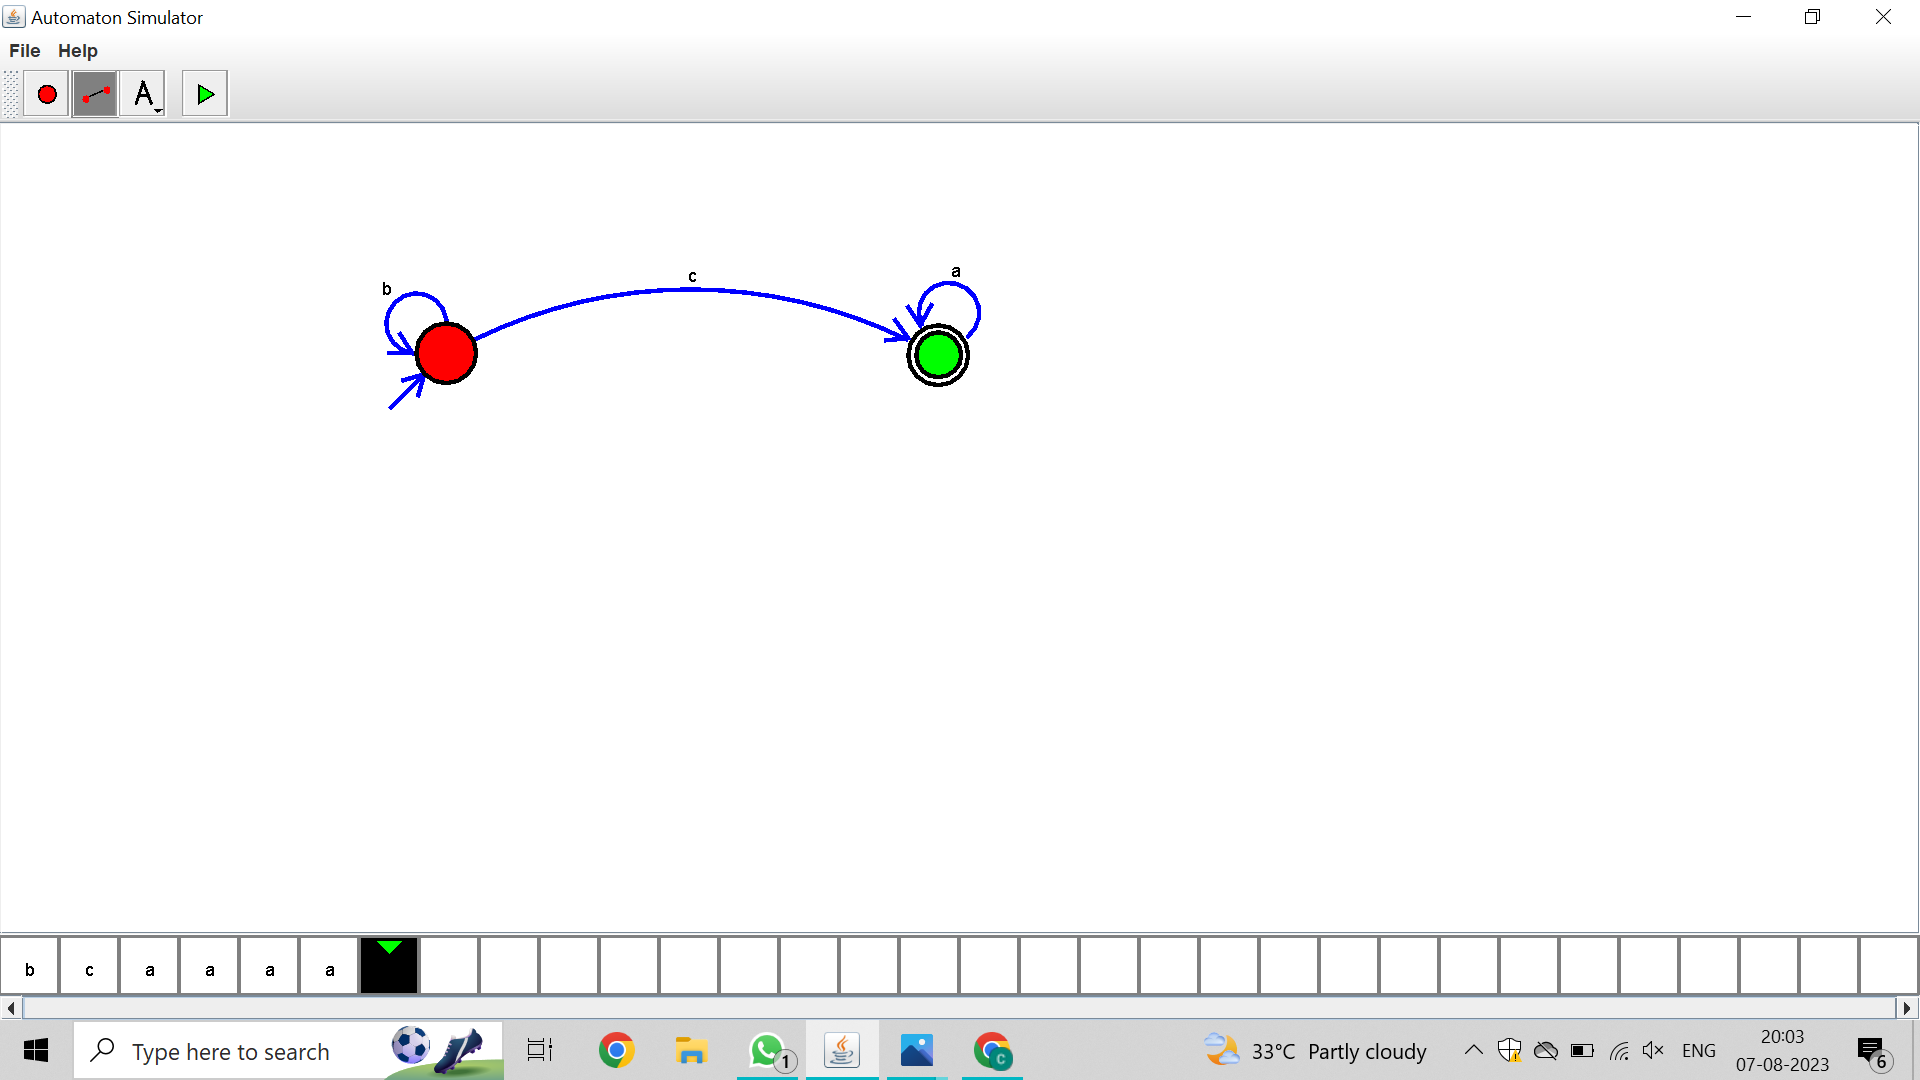 Automaton Simulator
File Help
A
b
c
a
b c a a a a
Type here to search
1
C
33°C Partly cloudy
ENG
20:03
07-08-2023
6